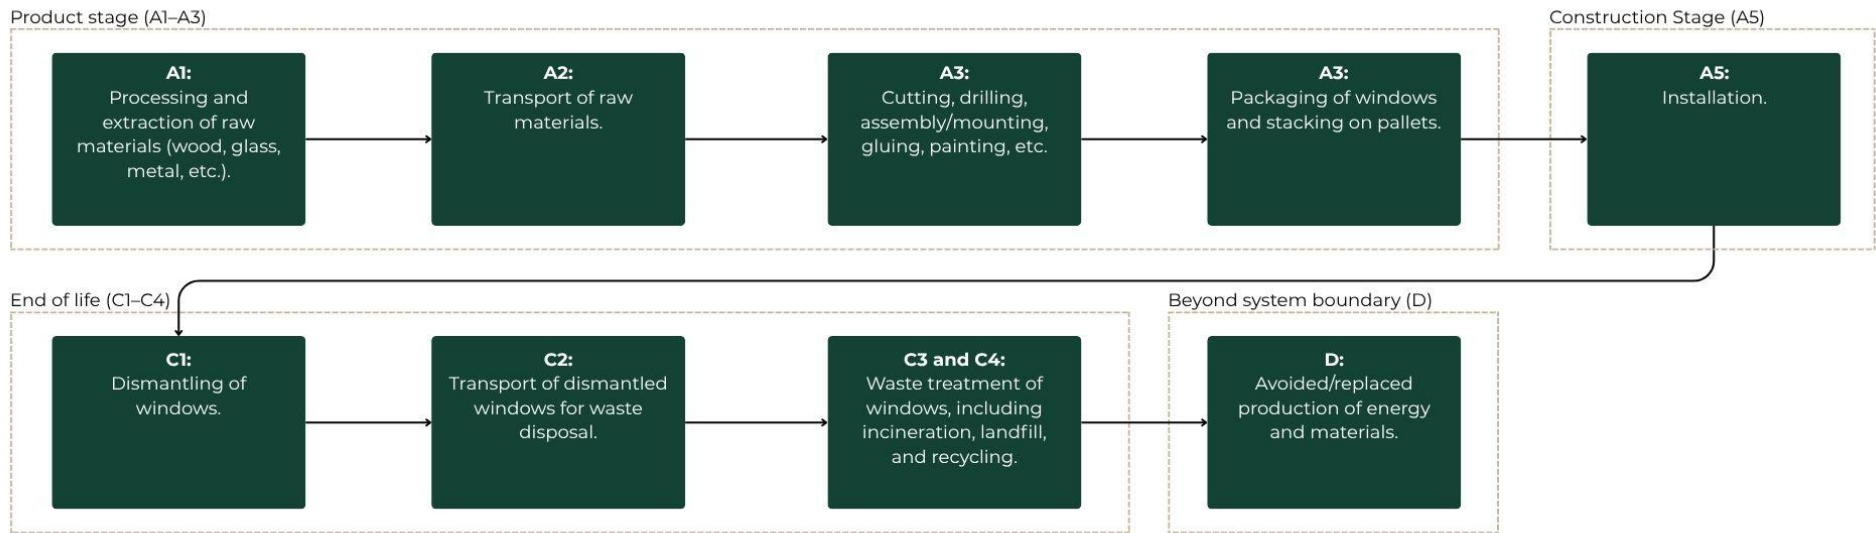 Product stage (A1–A3)
Construction Stage (A5)
A1:
Processing and
extraction of raw
materials (wood, glass,
metal, etc.).
A2:
Transport of raw
materials.
A3:
Cutting, drilling,
assembly/mounting,
gluing, painting, etc.
A3:
Packaging of windows
and stacking on pallets.
A5:
Installation.
End of life (C1–C4)
Beyond system boundary (D)
C1:
Dismantling of
windows.
C2:
Transport of dismantled
windows for waste
disposal.
C3 and C4:
Waste treatment of
windows, including
incineration, landfill,
and recycling.
D:
Avoided/replaced
production of energy
and materials.